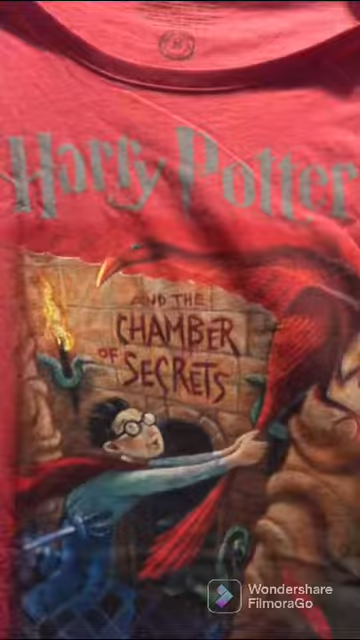 Harry Potter
AND THE
CHAMBER
OF SECRETS
Wondershare
FilmoraGo